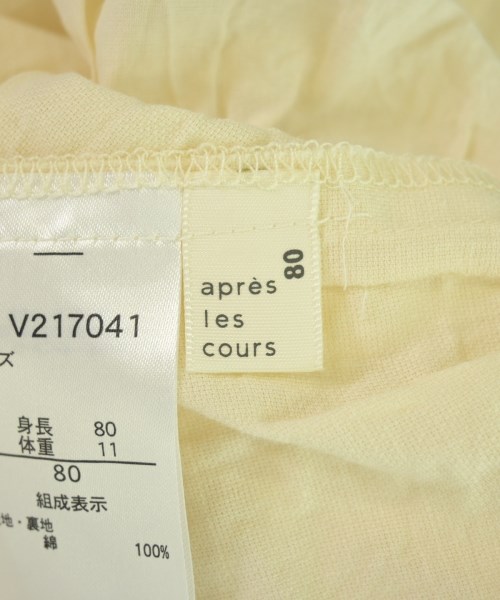 80
après
les
cours
V217041
ズ
身長 80
体重 11
80
組成表示
地・裏地
綿 100%